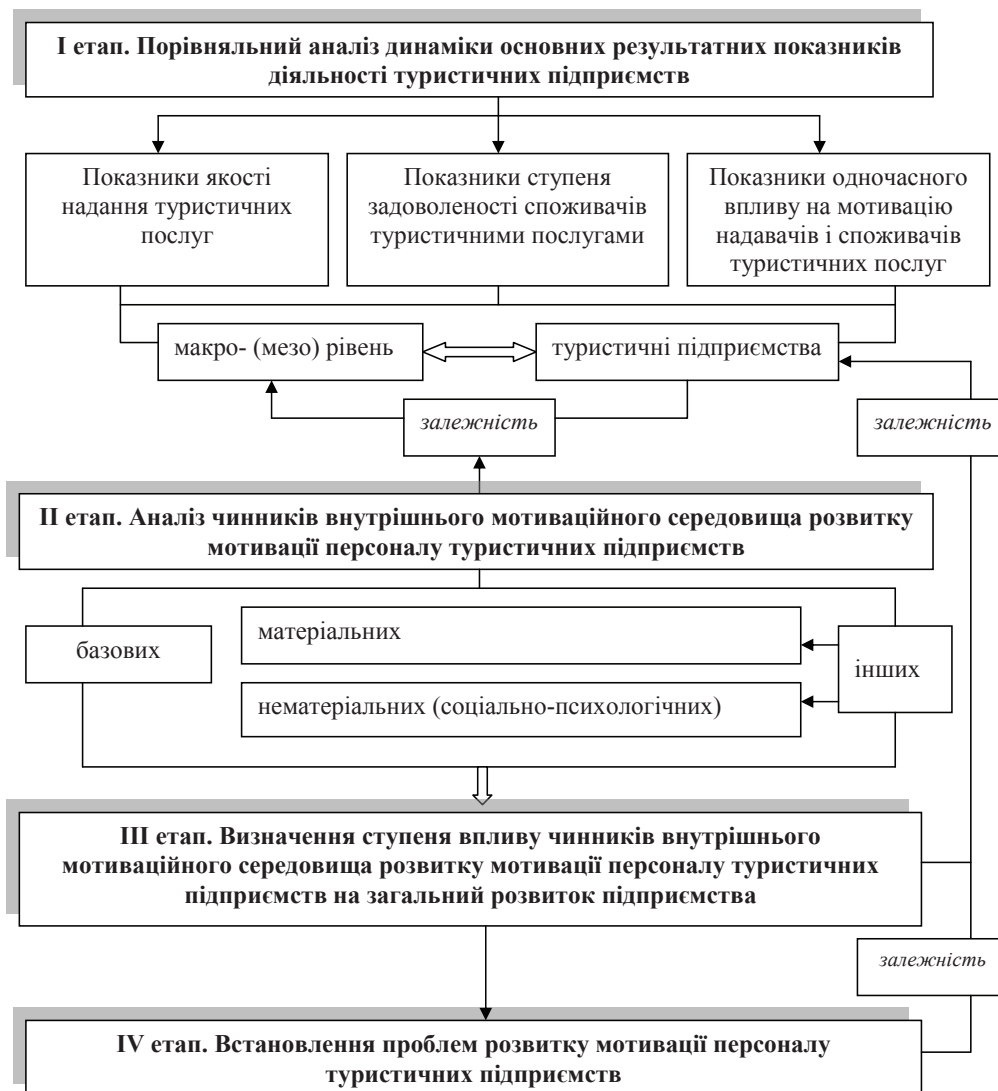 І етап. Порівняльний аналіз динаміки основних результатних показників
діяльності туристичних підприємств
Показники якості
надання туристичних
послуг
Показники ступеня
задоволеності споживачів
туристичними послугами
Показники одночасного
впливу на мотивацію
надавачів і споживачів
туристичних послуг
макро- (мезо) рівень
туристичні підприємства
залежність
залежність
ІІ етап. Аналіз чинників внутрішнього мотиваційного середовища розвитку
мотивації персоналу туристичних підприємств
базових
матеріальних
нематеріальних (соціально-психологічних)
інших
ІІІ етап. Визначення ступеня впливу чинників внутрішнього
мотиваційного середовища розвитку мотивації персоналу туристичних
підприємств на загальний розвиток підприємства
залежність
IV етап. Встановлення проблем розвитку мотивації персоналу
туристичних підприємств